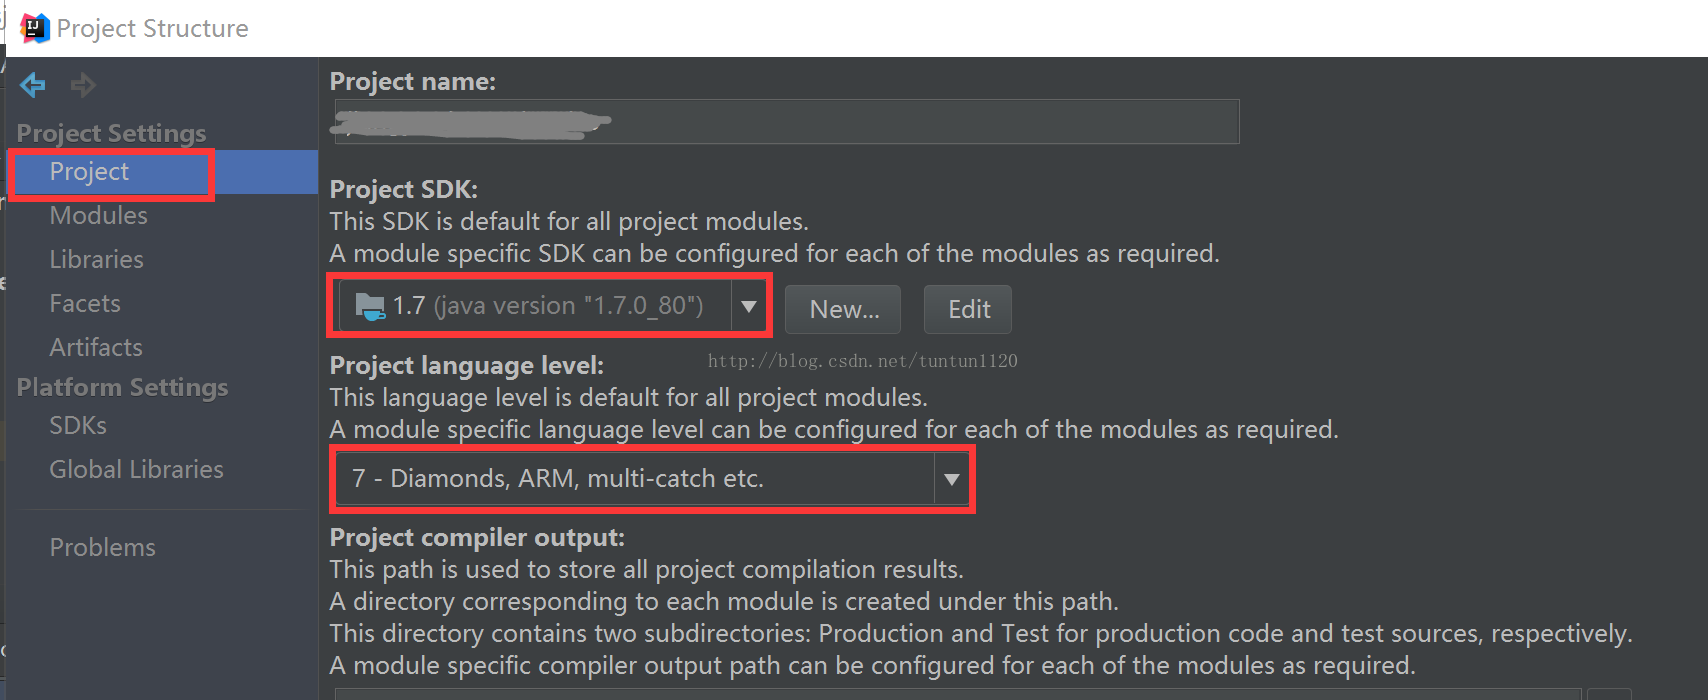 IJ
Project Structure
Project Settings
Project
Modules
Libraries
Facets
Artifacts
Platform Settings
SDKs
Global Libraries
Problems
Project name:
Project SDK:
This SDK is default for all project modules.
A module specific SDK can be configured for each of the modules as required.
1.7 (java version "1.7.0_80")
New...
Edit
http://blog.csdn.net/tuntun1120
Project language level:
This language level is default for all project modules.
A module specific language level can be configured for each of the modules as required.
7 - Diamonds, ARM, multi-catch etc.
Project compiler output:
This path is used to store all project compilation results.
A directory corresponding to each module is created under this path.
This directory contains two subdirectories: Production and Test for production code and test sources, respectively.
A module specific compiler output path can be configured for each of the modules as required.